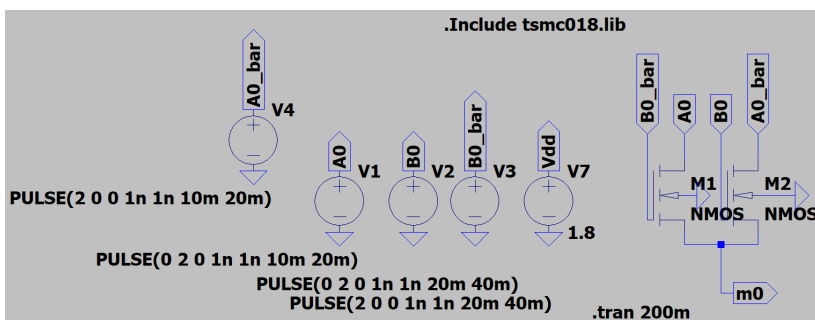 .Include tsmc018.lib
A0_bar
V4
PULSE(2 0 0 1n 1n 10m 20m)
A0
V1
PULSE(0 2 0 1n 1n 10m 20m)
B0
V2
PULSE(0 2 0 1n 1n 20m 40m)
B0_bar
V3
PULSE(2 0 0 1n 1n 20m 40m)
Vdd
V7
1.8
B0_bar
A0
B0
A0_bar
M1
NMOS
M2
NMOS
m0
.tran 200m